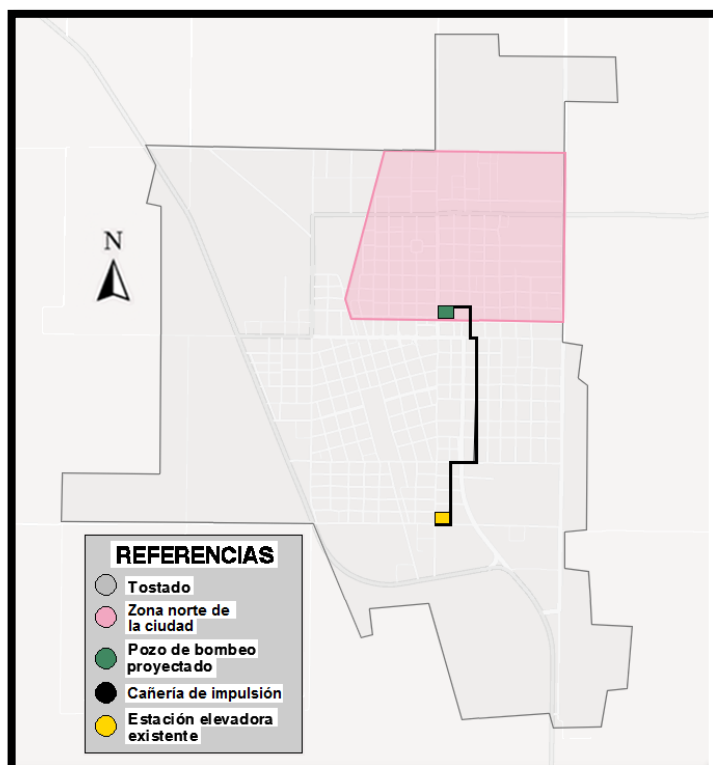 N
REFERENCIAS
Tostado
Zona norte de
la ciudad
Pozo de bombeo
proyectado
Cañería de impulsión
Estación elevadora
existente